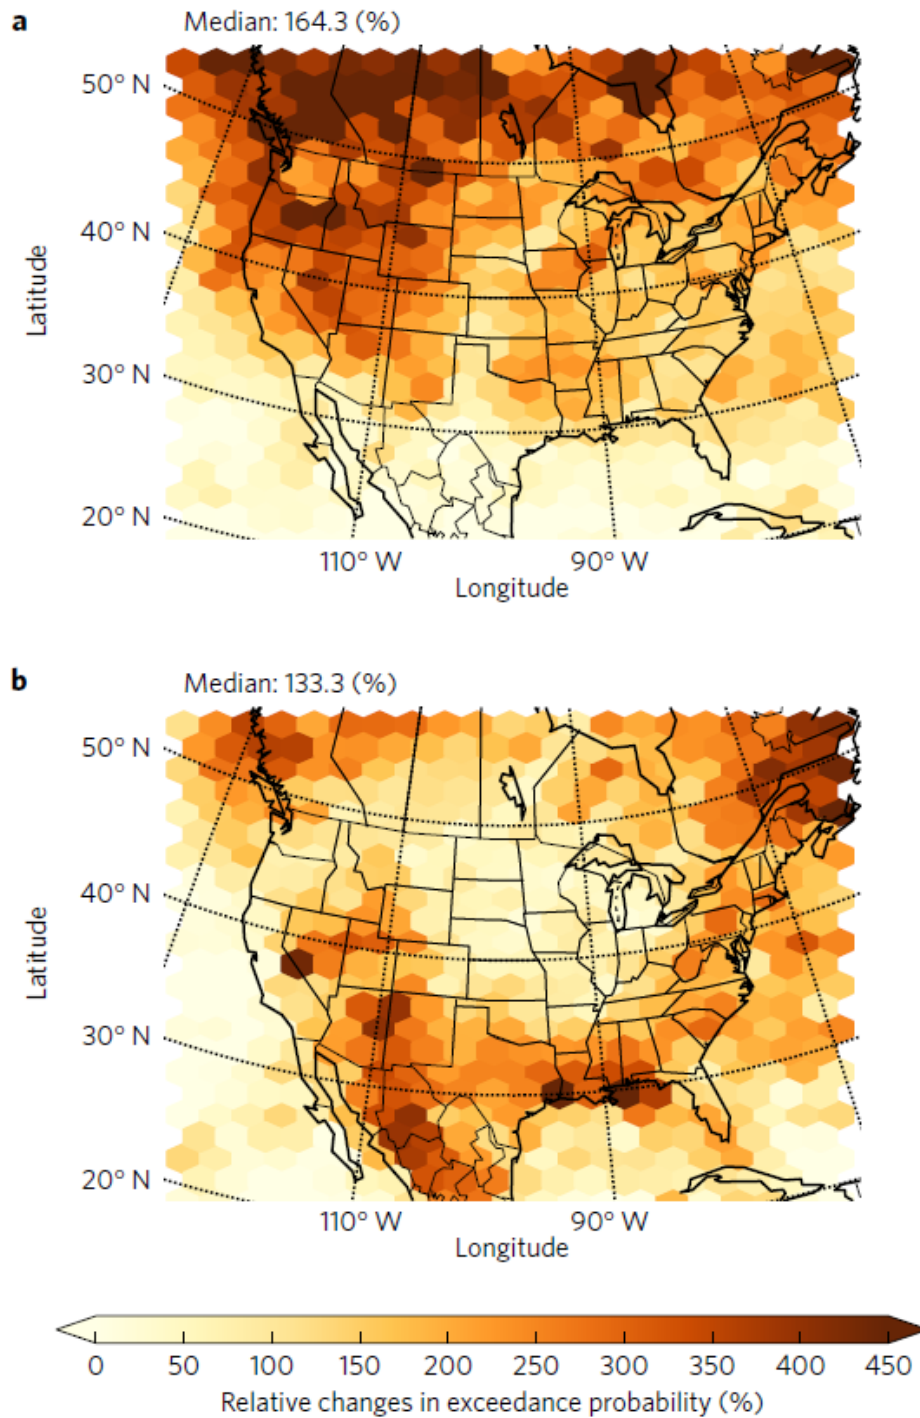 a
Median: 164.3 (%)
50° N
40° N
30° N
20° N
Latitude
110° W 90° W
Longitude
b
Median: 133.3 (%)
50° N
40° N
30° N
20° N
Latitude
110° W 90° W
Longitude
0 50 100 150 200 250 300 350 400 450
Relative changes in exceedance probability (%)